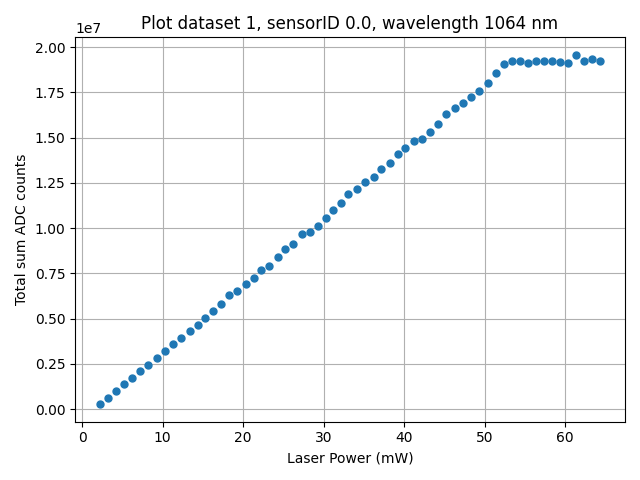 Plot dataset 1, sensorID 0.0, wavelength 1064 nm
1e7
2.00
1.75
1.50
1.25
1.00
0.75
0.50
0.25
0.00
Total sum ADC counts
0 10 20 30 40 50 60
Laser Power (mW)